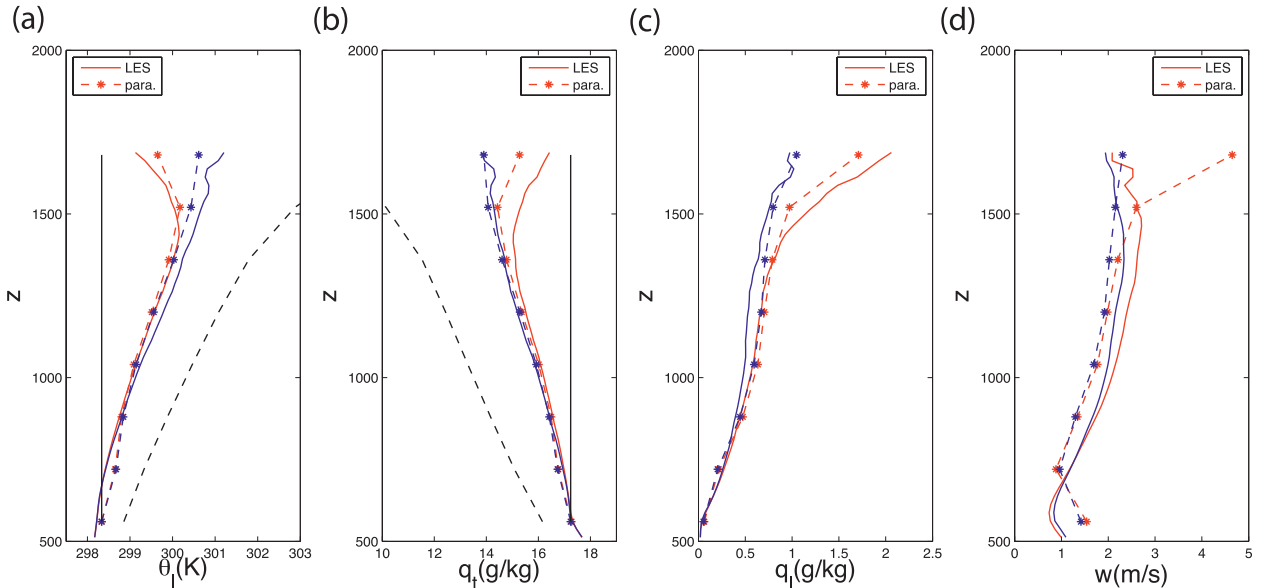 (a)
2000
1500
1000
500
z
LES
para.
298 299 300 301 302 303
θl(K)
(b)
2000
1500
1000
500
z
LES
para.
10 12 14 16 18
qt(g/kg)
(c)
2000
1500
1000
500
z
LES
para.
0 0.5 1 1.5 2 2.5
ql(g/kg)
(d)
2000
1500
1000
500
z
LES
para.
0 1 2 3 4 5
w(m/s)